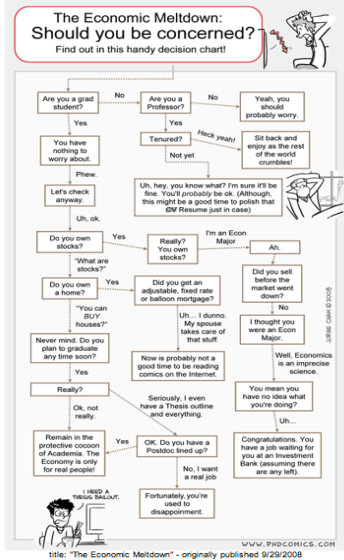 The Economic Meltdown:
Should you be concerned?
Find out in this handy decision chart!
Are you a grad
student?
No
Are you a
Professor?
No
Yeah, you
should
probably worry.
Yes
Yes
You have
nothing to
worry about.
Tenured?
Heck yeah!
Sit back and
enjoy as the rest
of the world
crumbles!
Not yet
Phew.
Uh, hey, you know what? I'm sure it'll be
fine. You'll probably be ok. Although,
this might be a good time to polish that
CV Resume just in case)
Let's check
anyway.
Uh, ok.
Do you own
stocks?
Yes
Really?
You own
stocks?
I'm an Econ
Major
Ah.
"What are
stocks?"
Do you own
a home?
Yes
Did you get an
adjustable, fixed rate
or balloon mortgage?
Did you sell
before the
market went
down?
"You can
BUY
houses?"
Uh... I dunno.
My spouse
takes care of
that stuff.
No
I thought you
were an Econ
Major.
Never mind. Do you
plan to graduate
any time soon?
Now is probably not a
good time to be reading
comics on the Internet.
Well, Economics
is an imprecise
science.
Yes
Really?
You mean you
have no idea what
you're doing?
Ok, not
really.
Seriously, I even
have a Thesis outline
and everything.
Uh...
Remain in the
protective cocoon
of Academia. The
Economy is only
for real people!
Yes
OK. Do you have a
Postdoc lined up?
Congratulations. You
have a job waiting for
you at an Investment
Bank (assuming there
are any left).
No, I want
a real job
I NEED A
THESIS BAILOUT.
Fortunately, you're
used to
disappointment.
JORGE CHAM © 2008
WWW.PHDCOMICS.COM
title: "The Economic Meltdown" - originally published 9/29/2008